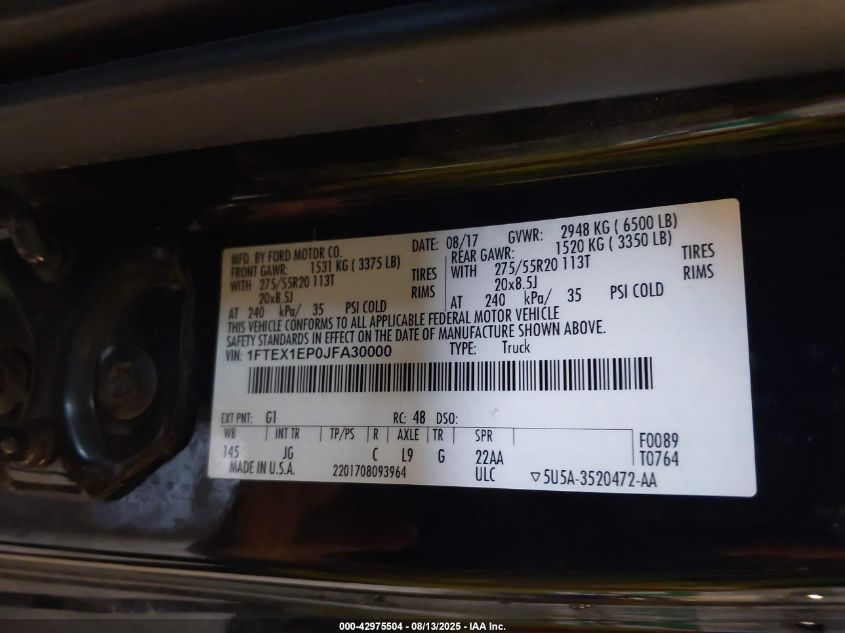 MFD. BY FORD MOTOR CO.
DATE: 08/17 GVWR: 2948 KG ( 6500 LB)
FRONT GAWR: 1531 KG ( 3375 LB)
REAR GAWR: 1520 KG ( 3350 LB)
WITH 275/55R20 113T TIRES
WITH 275/55R20 113T TIRES
20x8.5J RIMS
20x8.5J RIMS
AT 240 kPa/ 35 PSI COLD
AT 240 kPa/ 35 PSI COLD
THIS VEHICLE CONFORMS TO ALL APPLICABLE FEDERAL MOTOR VEHICLE
SAFETY STANDARDS IN EFFECT ON THE DATE OF MANUFACTURE SHOWN ABOVE.
VIN: 1FTEX1EP0JFA30000 TYPE: Truck
EXT PNT: G1 RC: 48 DSO:
WB INT TR TP/PS R AXLE TR SPR F0089
145 JG C L9 G 22AA T0764
MADE IN U.S.A. 2201708093964 ULC ▽5U5A-3520472-AA
000-42975504 - 08/13/2025 - IAA Inc.